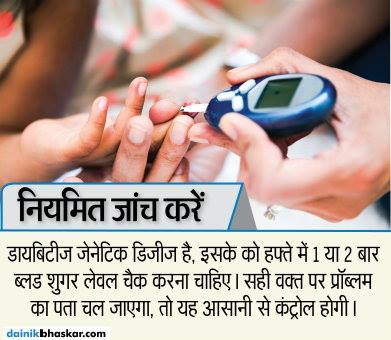 नियमित जांच करें
डायबिटीज जेनेटिक डिजीज है, इसके को हफ्ते में 1 या 2 बार
ब्लड शुगर लेवल चैक करना चाहिए। सही वक्त पर प्रॉब्लम
का पता चल जाएगा, तो यह आसानी से कंट्रोल होगी।
dainikbhaskar.com